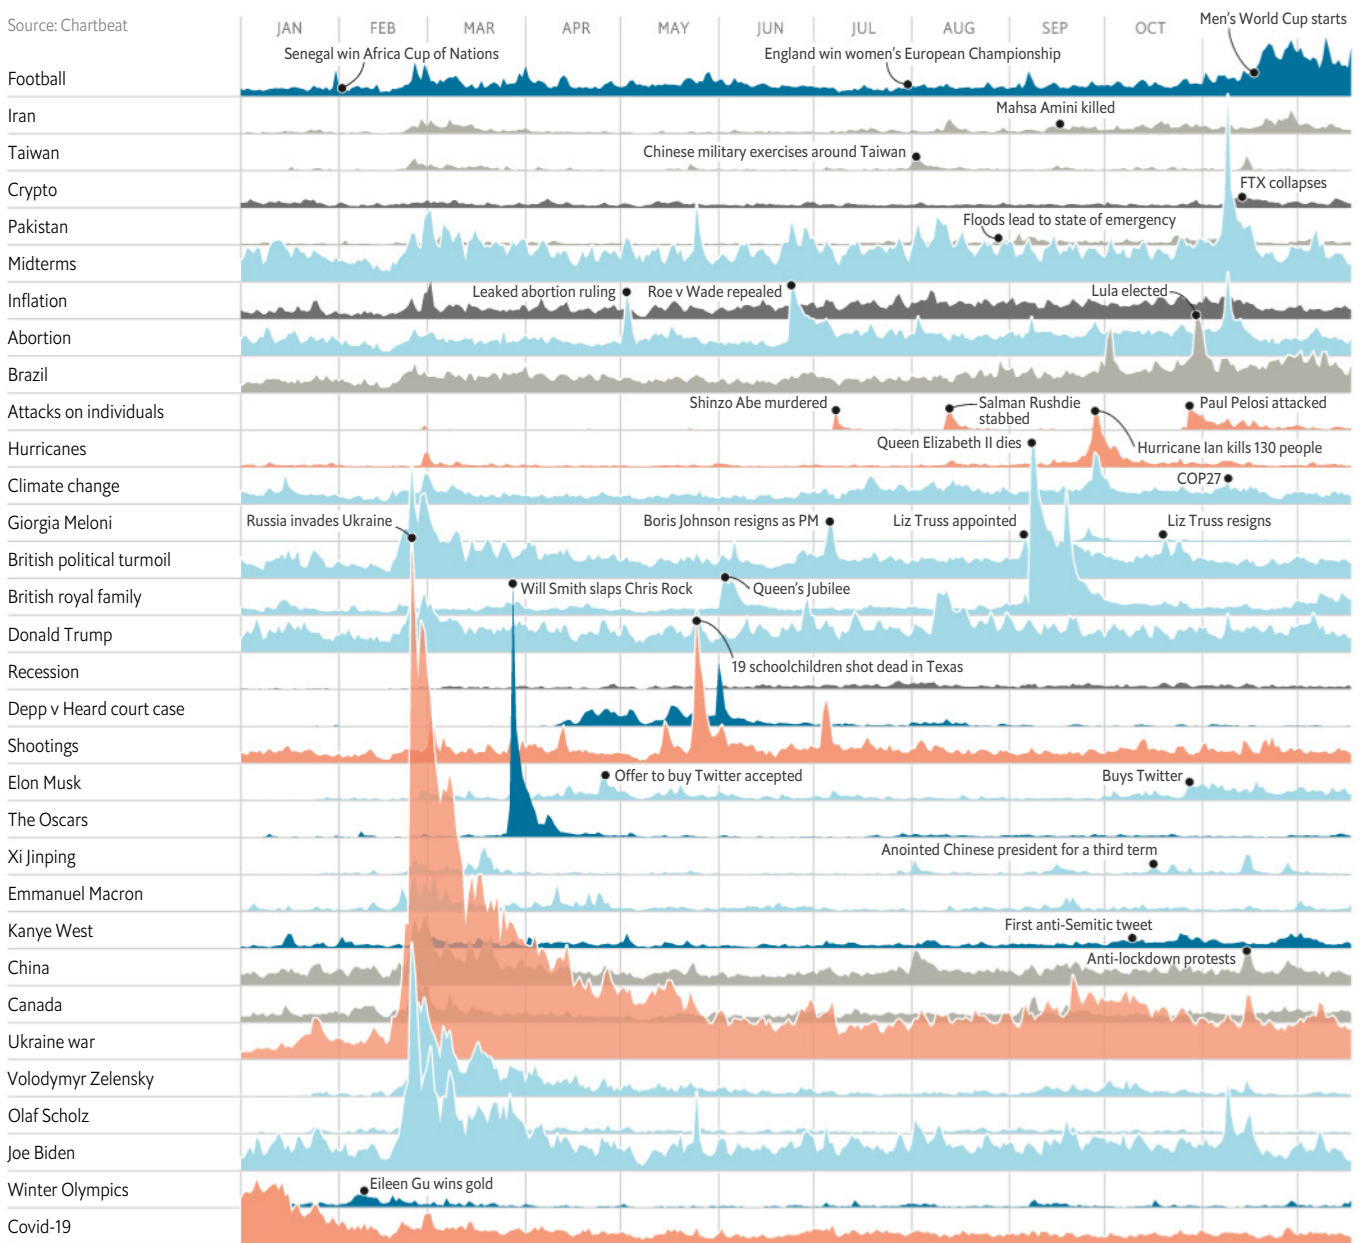 Source: Chartbeat
JAN FEB MAR APR MAY JUN JUL AUG SEP OCT
Men's World Cup starts
Senegal win Africa Cup of Nations
England win women's European Championship
Football
Iran
Mahsa Amini killed
Taiwan
Chinese military exercises around Taiwan
Crypto
FTX collapses
Pakistan
Floods lead to state of emergency
Midterms
Inflation
Leaked abortion ruling
Roe v Wade repealed
Lula elected
Abortion
Brazil
Attacks on individuals
Shinzo Abe murdered
Salman Rushdie
stabbed
Paul Pelosi attacked
Hurricanes
Queen Elizabeth II dies
Hurricane Ian kills 130 people
Climate change
COP27
Giorgia Meloni
Russia invades Ukraine
Boris Johnson resigns as PM
Liz Truss appointed
Liz Truss resigns
British political turmoil
British royal family
Will Smith slaps Chris Rock
Queen's Jubilee
Donald Trump
Recession
19 schoolchildren shot dead in Texas
Depp v Heard court case
Shootings
Elon Musk
Offer to buy Twitter accepted
Buys Twitter
The Oscars
Xi Jinping
Anointed Chinese president for a third term
Emmanuel Macron
Kanye West
First anti-Semitic tweet
China
Anti-lockdown protests
Canada
Ukraine war
Volodymyr Zelensky
Olaf Scholz
Joe Biden
Winter Olympics
Eileen Gu wins gold
Covid-19